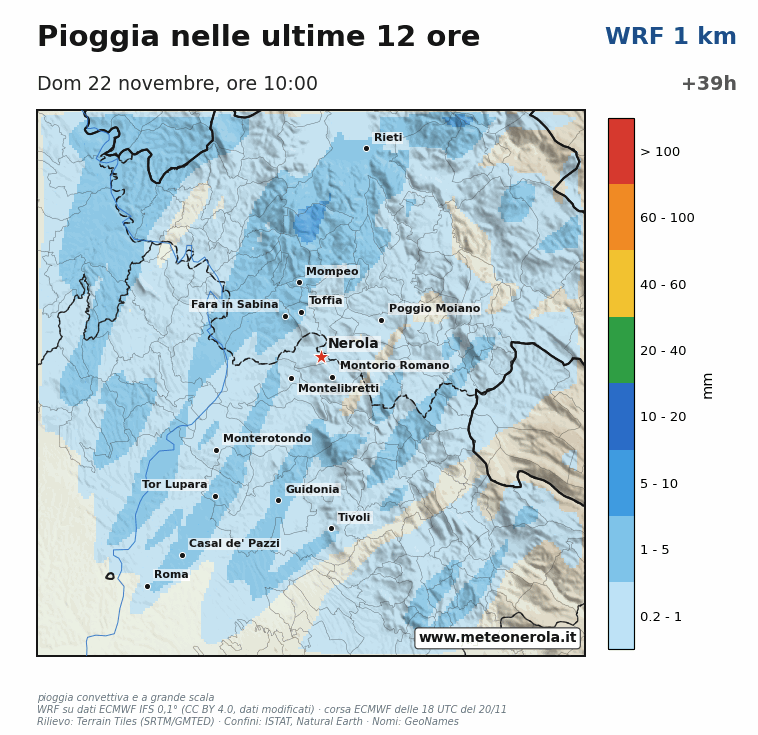 Pioggia nelle ultime 12 ore
WRF 1 km
Dom 22 novembre, ore 10:00
+39h
Rieti
Mompeo
Toffia
Fara in Sabina
Poggio Moiano
Nerola
Montorio Romano
Montelibretti
Monterotondo
Tor Lupara
Guidonia
Tivoli
Casal de' Pazzi
Roma
www.meteonerola.it
> 100
60 - 100
40 - 60
20 - 40
10 - 20
5 - 10
1 - 5
0.2 - 1
mm
pioggia convettiva e a grande scala
WRF su dati ECMWF IFS 0,1° (CC BY 4.0, dati modificati) · corsa ECMWF delle 18 UTC del 20/11
Rilievo: Terrain Tiles (SRTM/GMTED) · Confini: ISTAT, Natural Earth · Nomi: GeoNames